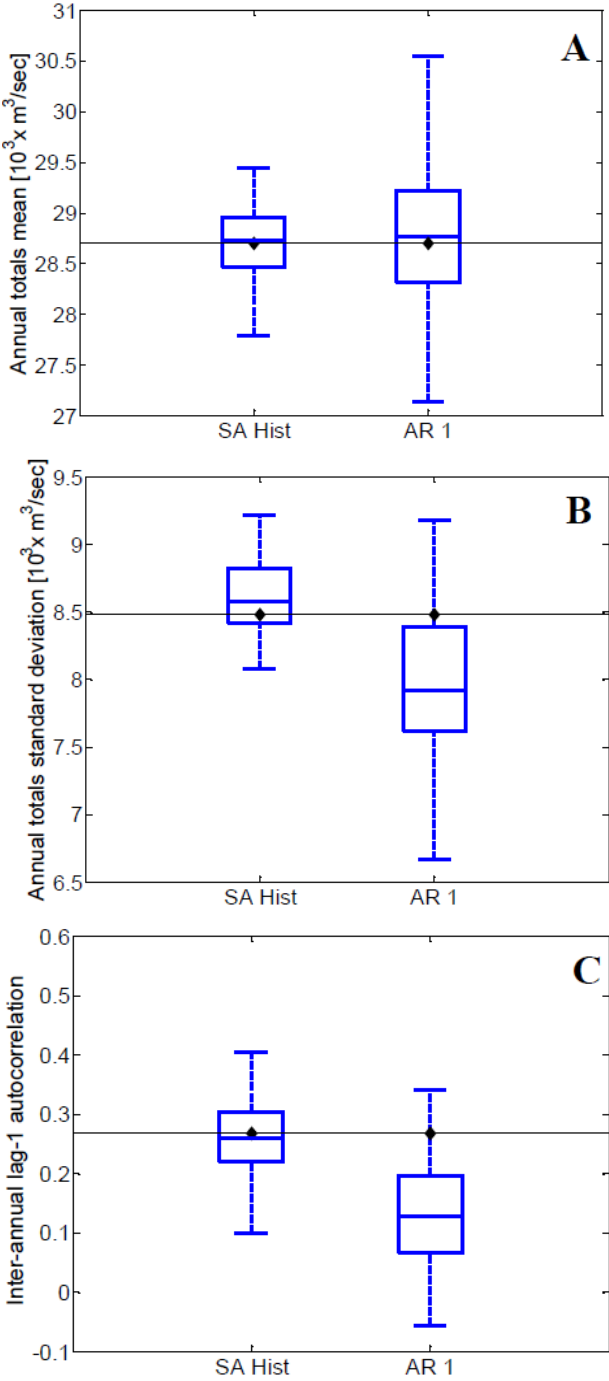 A
Annual totals mean [10³x m³/sec]
31
30.5
30
29.5
29
28.5
28
27.5
27
SA Hist AR 1
B
Annual totals standard deviation [10³x m³/sec]
9.5
9
8.5
8
7.5
7
6.5
SA Hist AR 1
C
Inter-annual lag-1 autocorrelation
0.6
0.5
0.4
0.3
0.2
0.1
0
-0.1
SA Hist AR 1